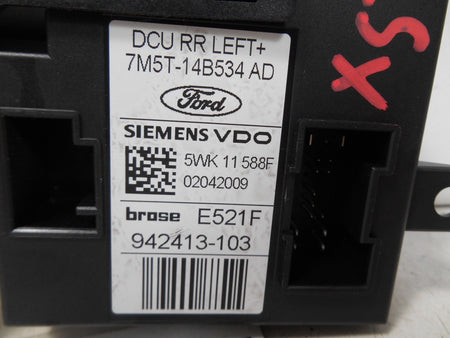 DCU RR LEFT+
7M5T-14B534 AD
Ford
SIEMENS VDO
5WK 11 588F
02042009
brose E521F
942413-103